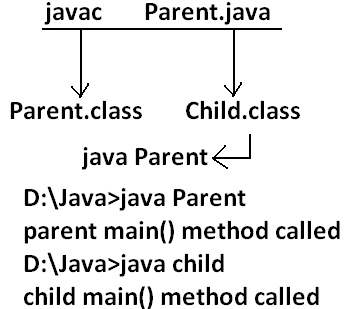 javac Parent.java
Parent.class Child.class
java Parent
D:\Java>java Parent
parent main() method called
D:\Java>java child
child main() method called